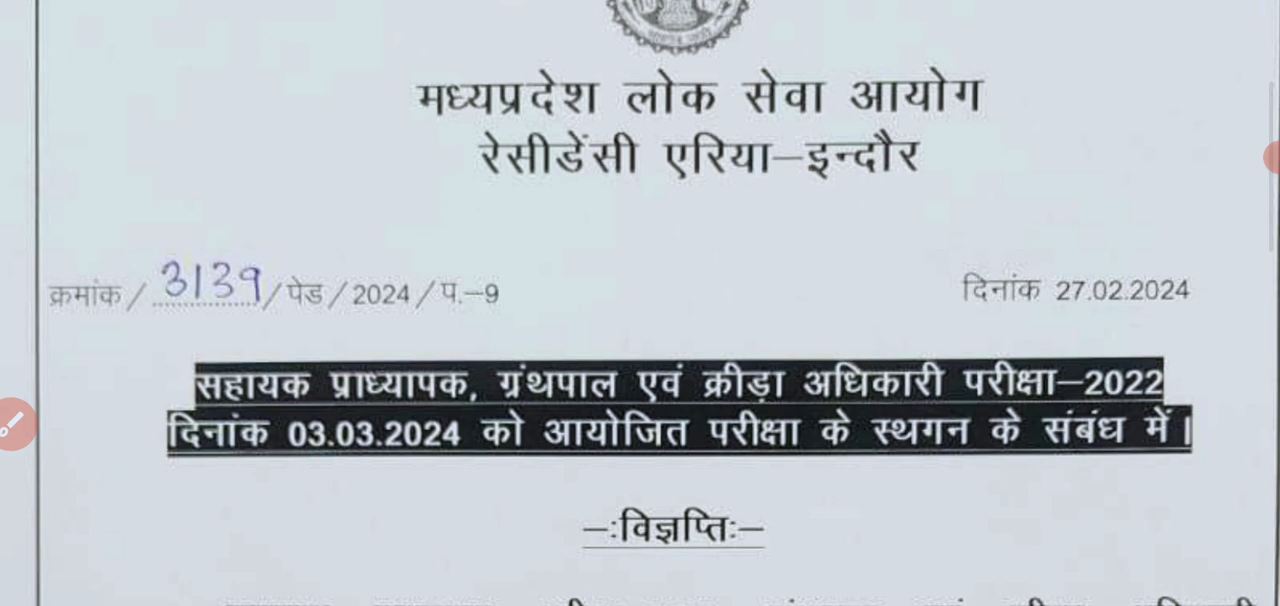 मध्यप्रदेश लोक सेवा आयोग
रेसीडेंसी एरिया–इन्दौर
क्रमांक / 3139 / पेड / 2024 / प.–9
दिनांक 27.02.2024
सहायक प्राध्यापक, ग्रंथपाल एवं क्रीड़ा अधिकारी परीक्षा–2022
दिनांक 03.03.2024 को आयोजित परीक्षा के स्थगन के संबंध में।
–:विज्ञप्ति:–